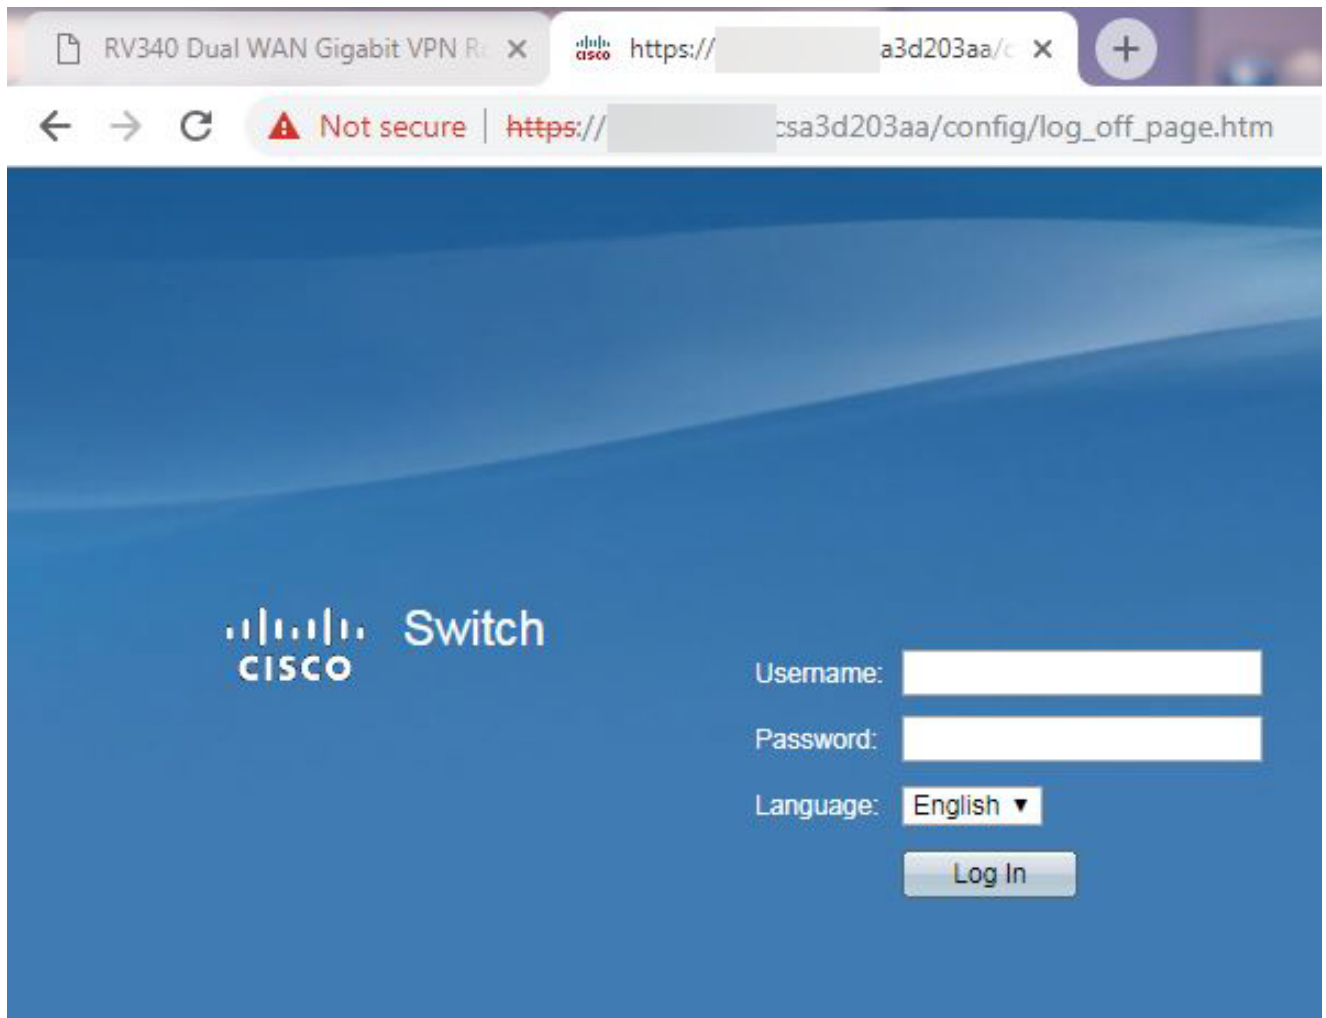 RV340 Dual WAN Gigabit VPN R
https:// a3d203aa/c
Not secure | https:// csa3d203aa/config/log_off_page.htm
CISCO
Switch
CISCO
Username:
Password:
Language: English
Log In